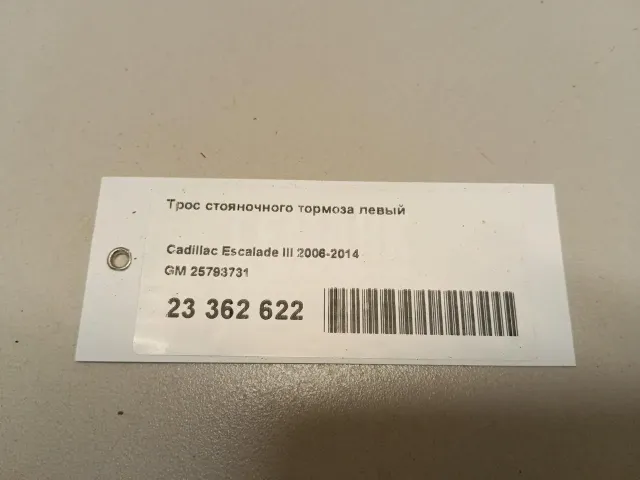 Трос стояночного тормоза левый
Cadillac Escalade III 2006-2014
GM 25793731
23 362 622